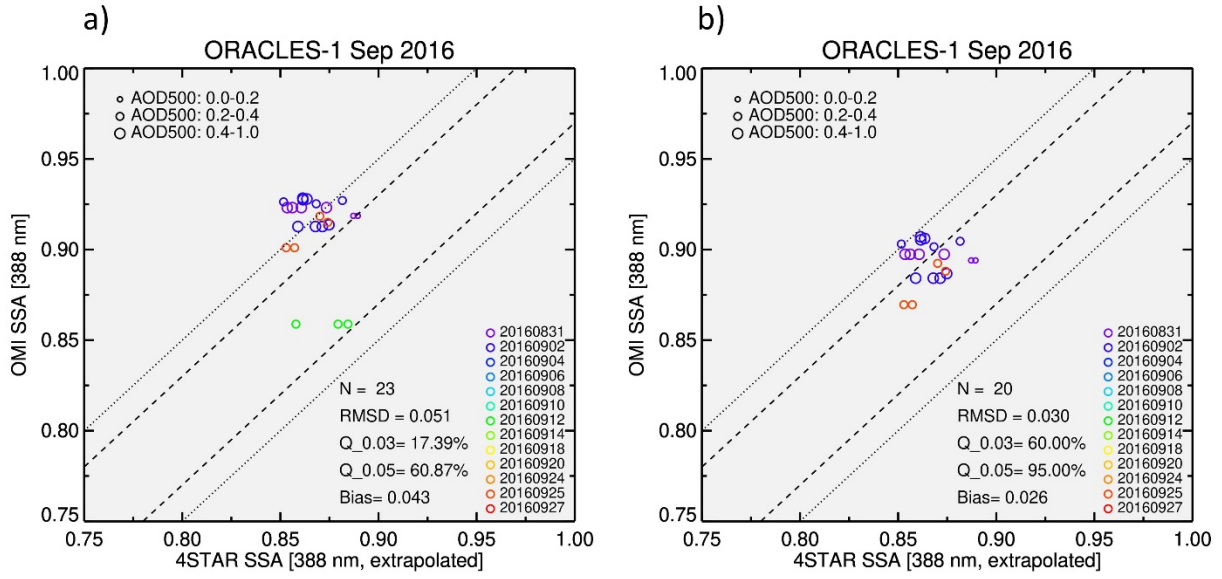 a)
ORACLES-1 Sep 2016
1.00
0.95
0.90
0.85
0.80
0.75
OMI SSA [388 nm]
AOD500: 0.0-0.2
AOD500: 0.2-0.4
AOD500: 0.4-1.0
N = 23
RMSD = 0.051
Q_0.03= 17.39%
Q_0.05= 60.87%
Bias= 0.043
20160831
20160902
20160904
20160906
20160908
20160910
20160912
20160914
20160918
20160920
20160924
20160925
20160927
0.75 0.80 0.85 0.90 0.95 1.00
4STAR SSA [388 nm, extrapolated]
b)
ORACLES-1 Sep 2016
1.00
0.95
0.90
0.85
0.80
0.75
OMI SSA [388 nm]
AOD500: 0.0-0.2
AOD500: 0.2-0.4
AOD500: 0.4-1.0
N = 20
RMSD = 0.030
Q_0.03= 60.00%
Q_0.05= 95.00%
Bias= 0.026
20160831
20160902
20160904
20160906
20160908
20160910
20160912
20160914
20160918
20160920
20160924
20160925
20160927
0.75 0.80 0.85 0.90 0.95 1.00
4STAR SSA [388 nm, extrapolated]